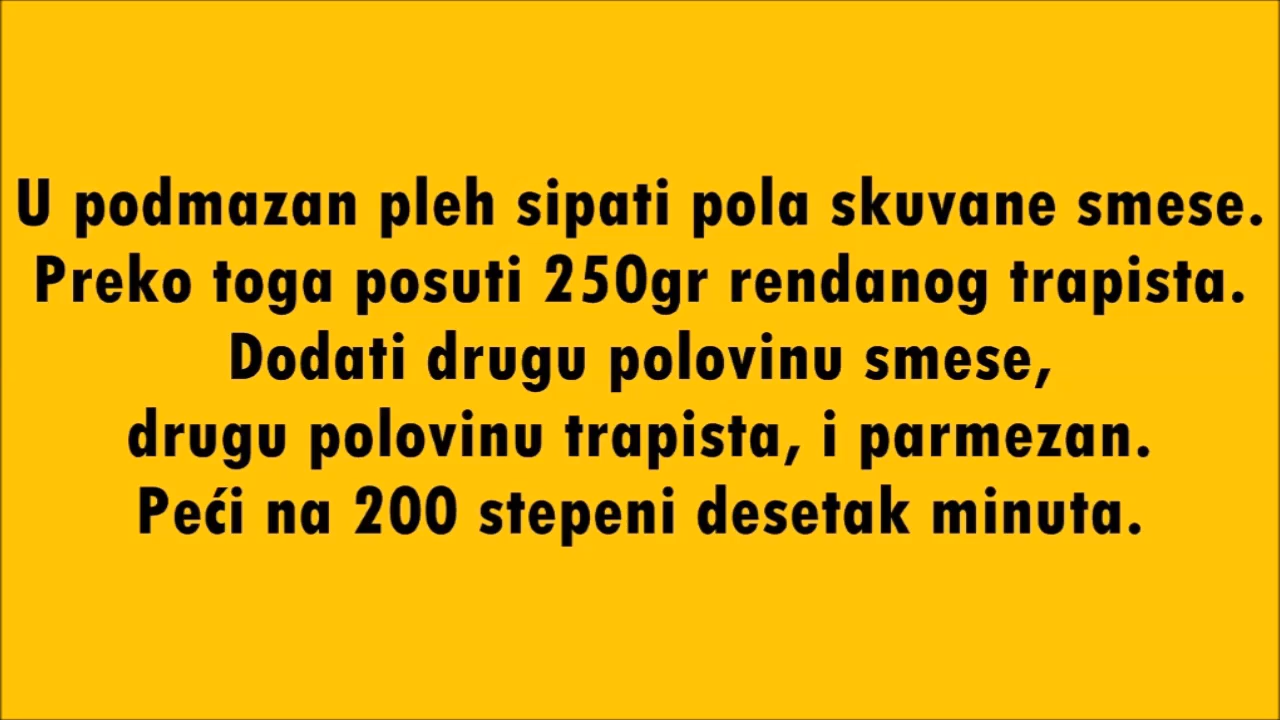 U podmazan pleh sipati pola skuvane smese.
Preko toga posuti 250gr rendanog trapista.
Dodati drugu polovinu smese,
drugu polovinu trapista, i parmezan.
Peći na 200 stepeni desetak minuta.